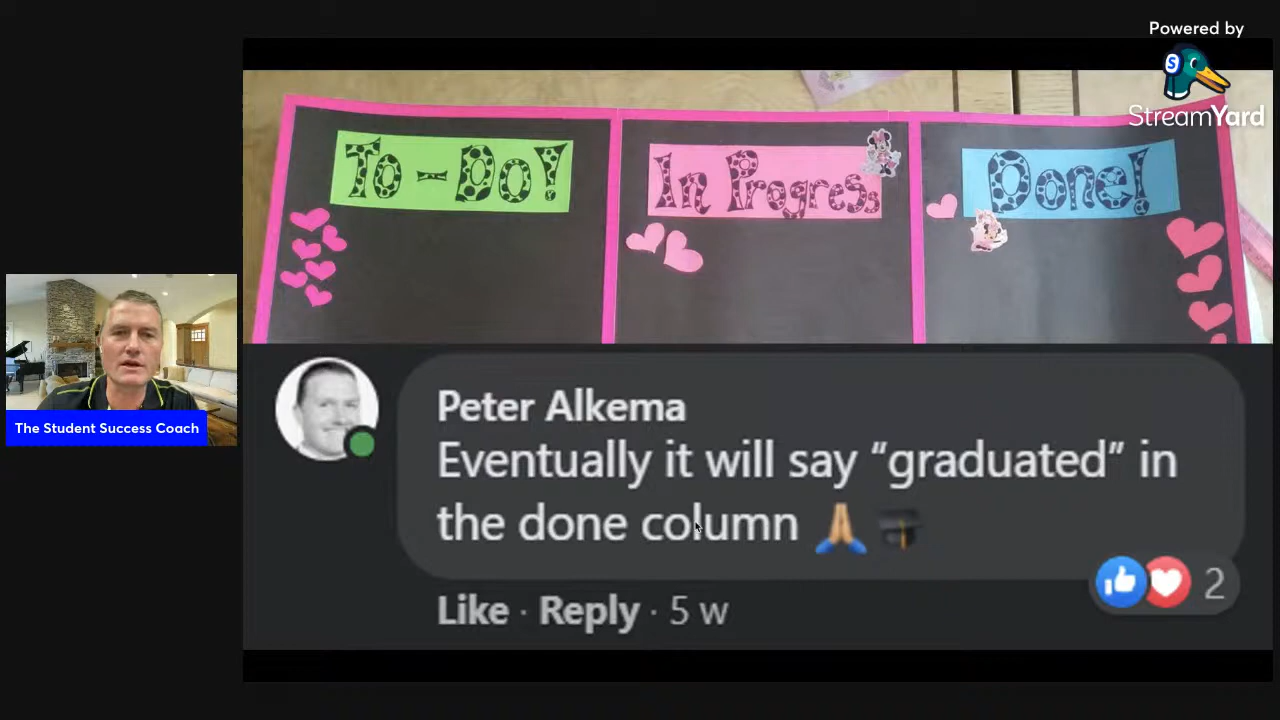 Powered by
StreamYard
To-Do!
In Progress
Done!
The Student Success Coach
Peter Alkema
Eventually it will say “graduated” in
the done column 🙏 🎓
Like · Reply · 5 w
2